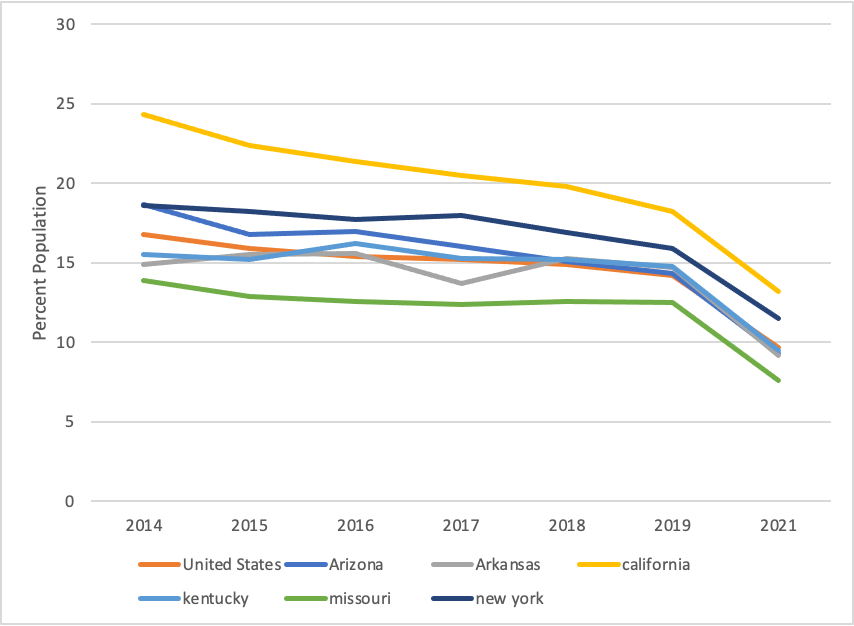 30
25
20
15
10
5
0
Percent Population
2014 2015 2016 2017 2018 2019 2021
United States Arizona Arkansas california
kentucky missouri new york